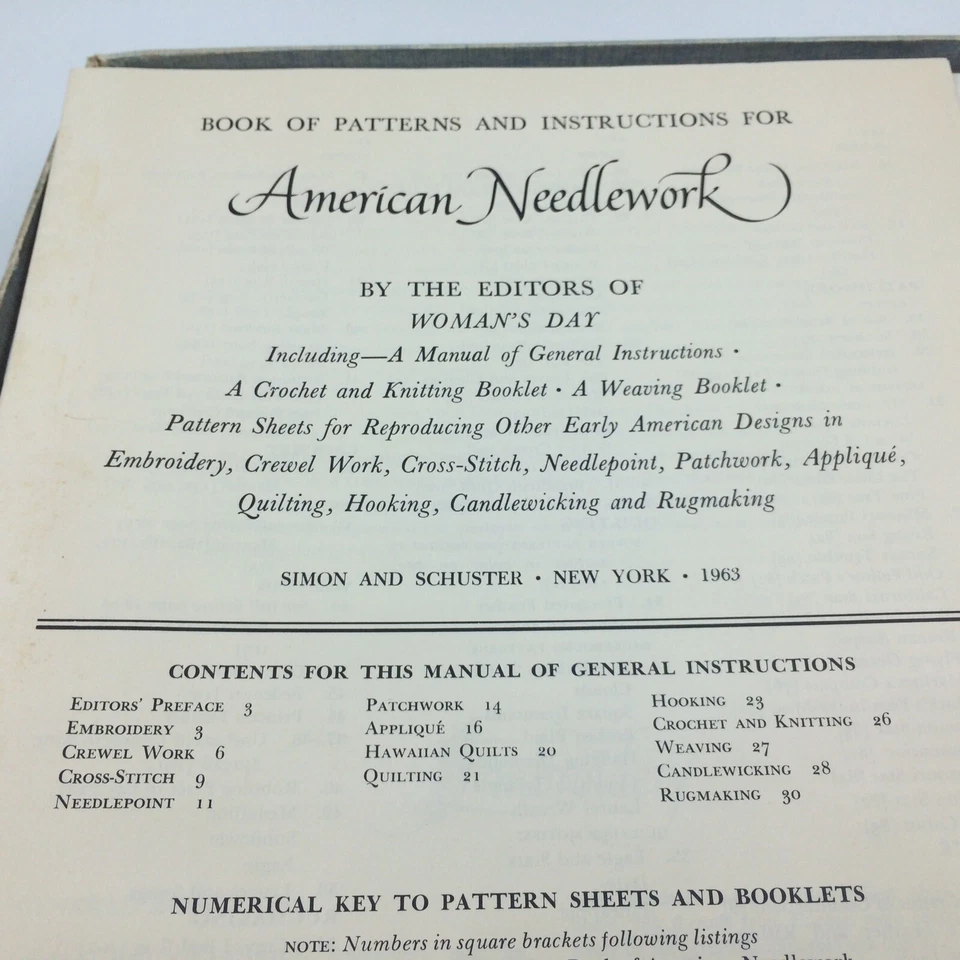 BOOK OF PATTERNS AND INSTRUCTIONS FOR
American Needlework
BY THE EDITORS OF
WOMAN'S DAY
Including—A Manual of General Instructions •
A Crochet and Knitting Booklet • A Weaving Booklet •
Pattern Sheets for Reproducing Other Early American Designs in
Embroidery, Crewel Work, Cross-Stitch, Needlepoint, Patchwork, Appliqué,
Quilting, Hooking, Candlewicking and Rugmaking
SIMON AND SCHUSTER • NEW YORK • 1963
CONTENTS FOR THIS MANUAL OF GENERAL INSTRUCTIONS
EDITORS' PREFACE 3
EMBROIDERY 3
CREWEL WORK 6
CROSS-STITCH 9
NEEDLEPOINT 11
PATCHWORK 14
APPLIQUÉ 16
HAWAIIAN QUILTS 20
QUILTING 21
HOOKING 23
CROCHET AND KNITTING 26
WEAVING 27
CANDLEWICKING 28
RUGMAKING 30
NUMERICAL KEY TO PATTERN SHEETS AND BOOKLETS
NOTE: Numbers in square brackets following listings